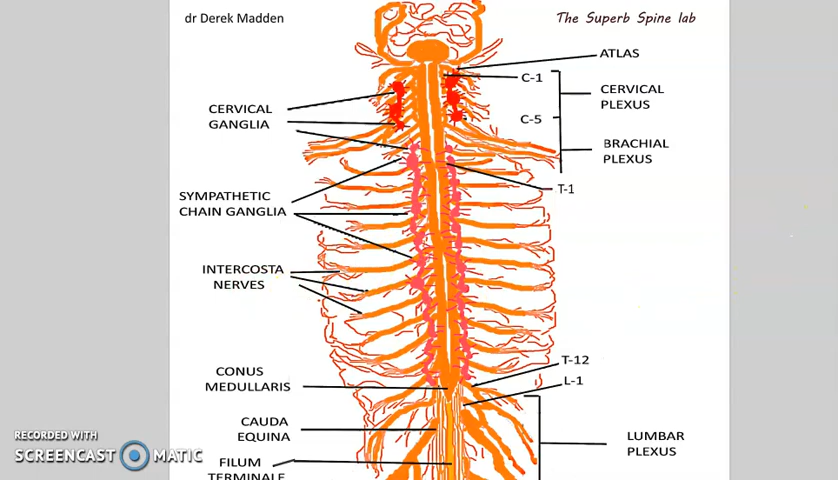 dr Derek Madden
The Superb Spine lab
ATLAS
C-1
CERVICAL
PLEXUS
CERVICAL
GANGLIA
C-5
BRACHIAL
PLEXUS
T-1
SYMPATHETIC
CHAIN GANGLIA
INTERCOSTA
NERVES
T-12
CONUS
MEDULLARIS
L-1
CAUDA
EQUINA
LUMBAR
PLEXUS
FILUM
TERMINALE
RECORDED WITH
SCREENCAST MATIC